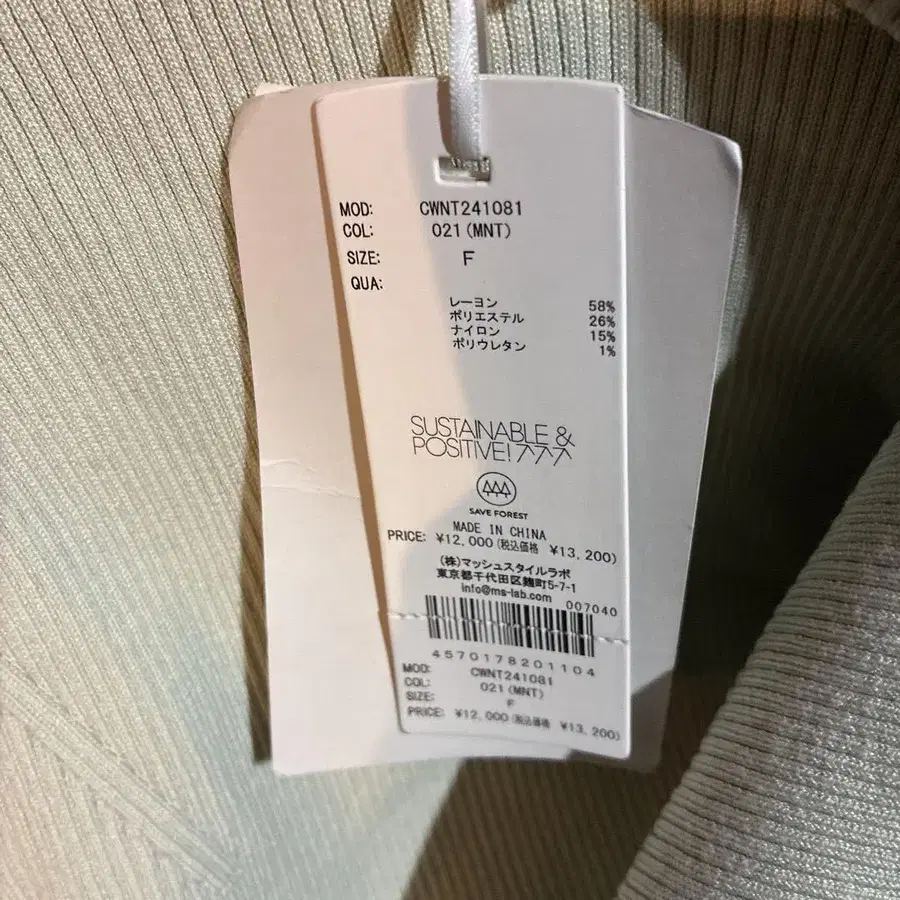 MOD: CWNT241081
COL: 021(MNT)
SIZE: F
QUA:
レーヨン 58%
ポリエステル 26%
ナイロン 15%
ポリウレタン 1%
SUSTAINABLE &
POSITIVE!
SAVE FOREST
MADE IN CHINA
PRICE: ¥12,000(税込価格 ¥13,200)
(株)マッシュスタイルラボ
東京都千代田区麹町5-7-1
info@ms-lab.com
007040
4570178201104
MOD: CWNT241081
COL: 021(MNT)
SIZE: F
PRICE: ¥12,000(税込価格 ¥13,200)